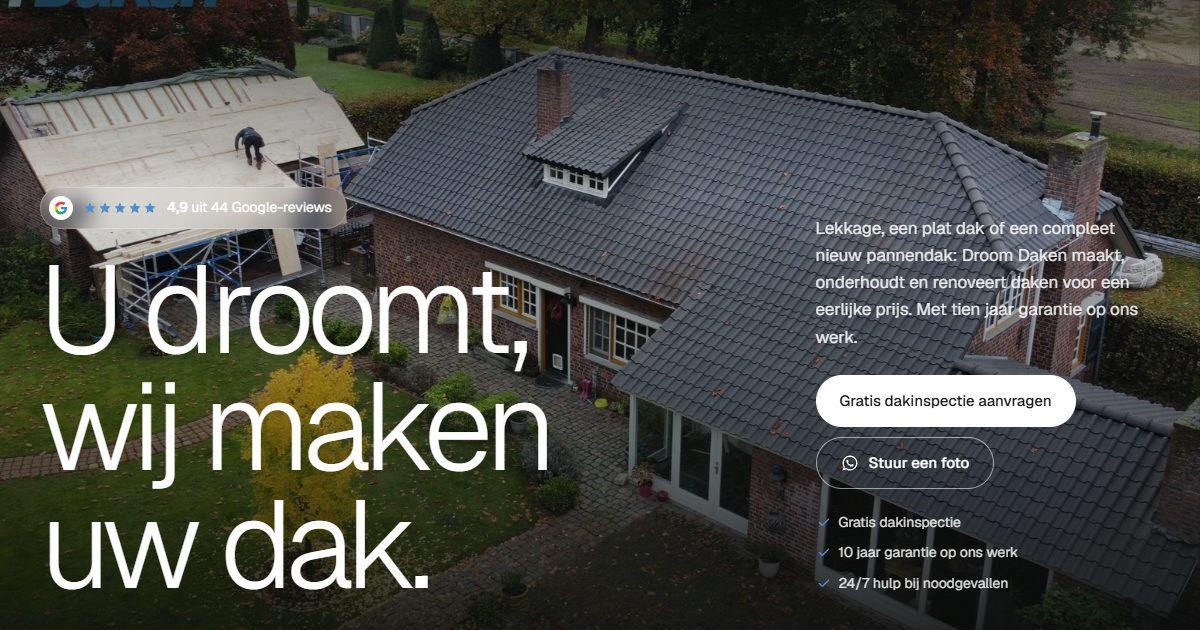 4,9 uit 44 Google-reviews
U droomt,
wij maken
uw dak.
Lekkage, een plat dak of een compleet
nieuw pannendak: Droom Daken maakt,
onderhoudt en renoveert daken voor een
eerlijke prijs. Met tien jaar garantie op ons
werk.
Gratis dakinspectie aanvragen
Stuur een foto
Gratis dakinspectie
10 jaar garantie op ons werk
24/7 hulp bij noodgevallen